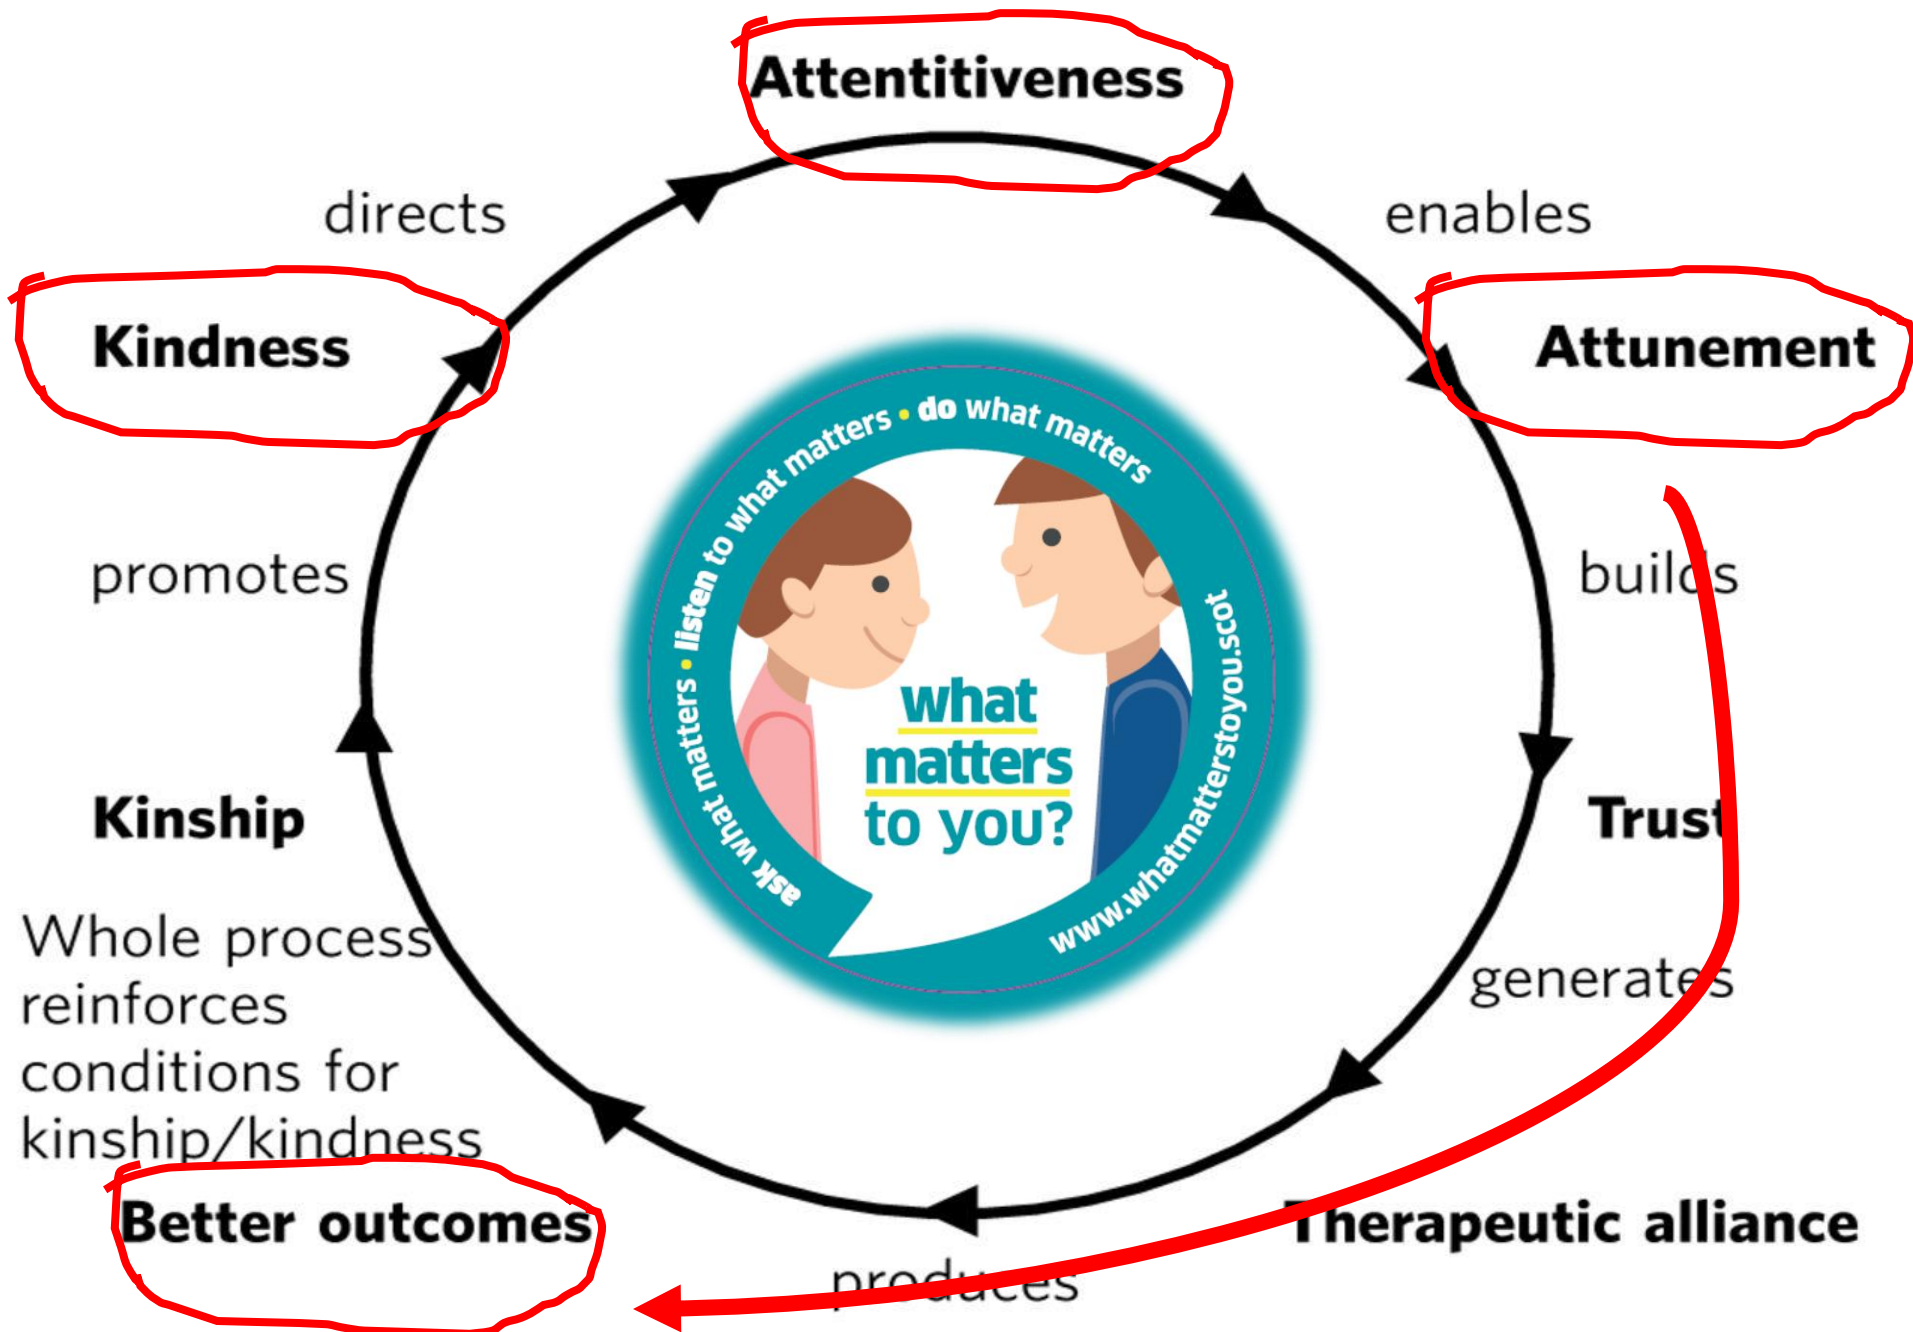 Attentitiveness
directs
enables
Kindness
Attunement
ask what matters • listen to what matters • do what matters
promotes
builds
www.whatmatterstoyou.scot
what
matters
to you?
Kinship
Trust
Whole process
reinforces
conditions for
kinship/kindness
generates
Better outcomes
Therapeutic alliance
produces